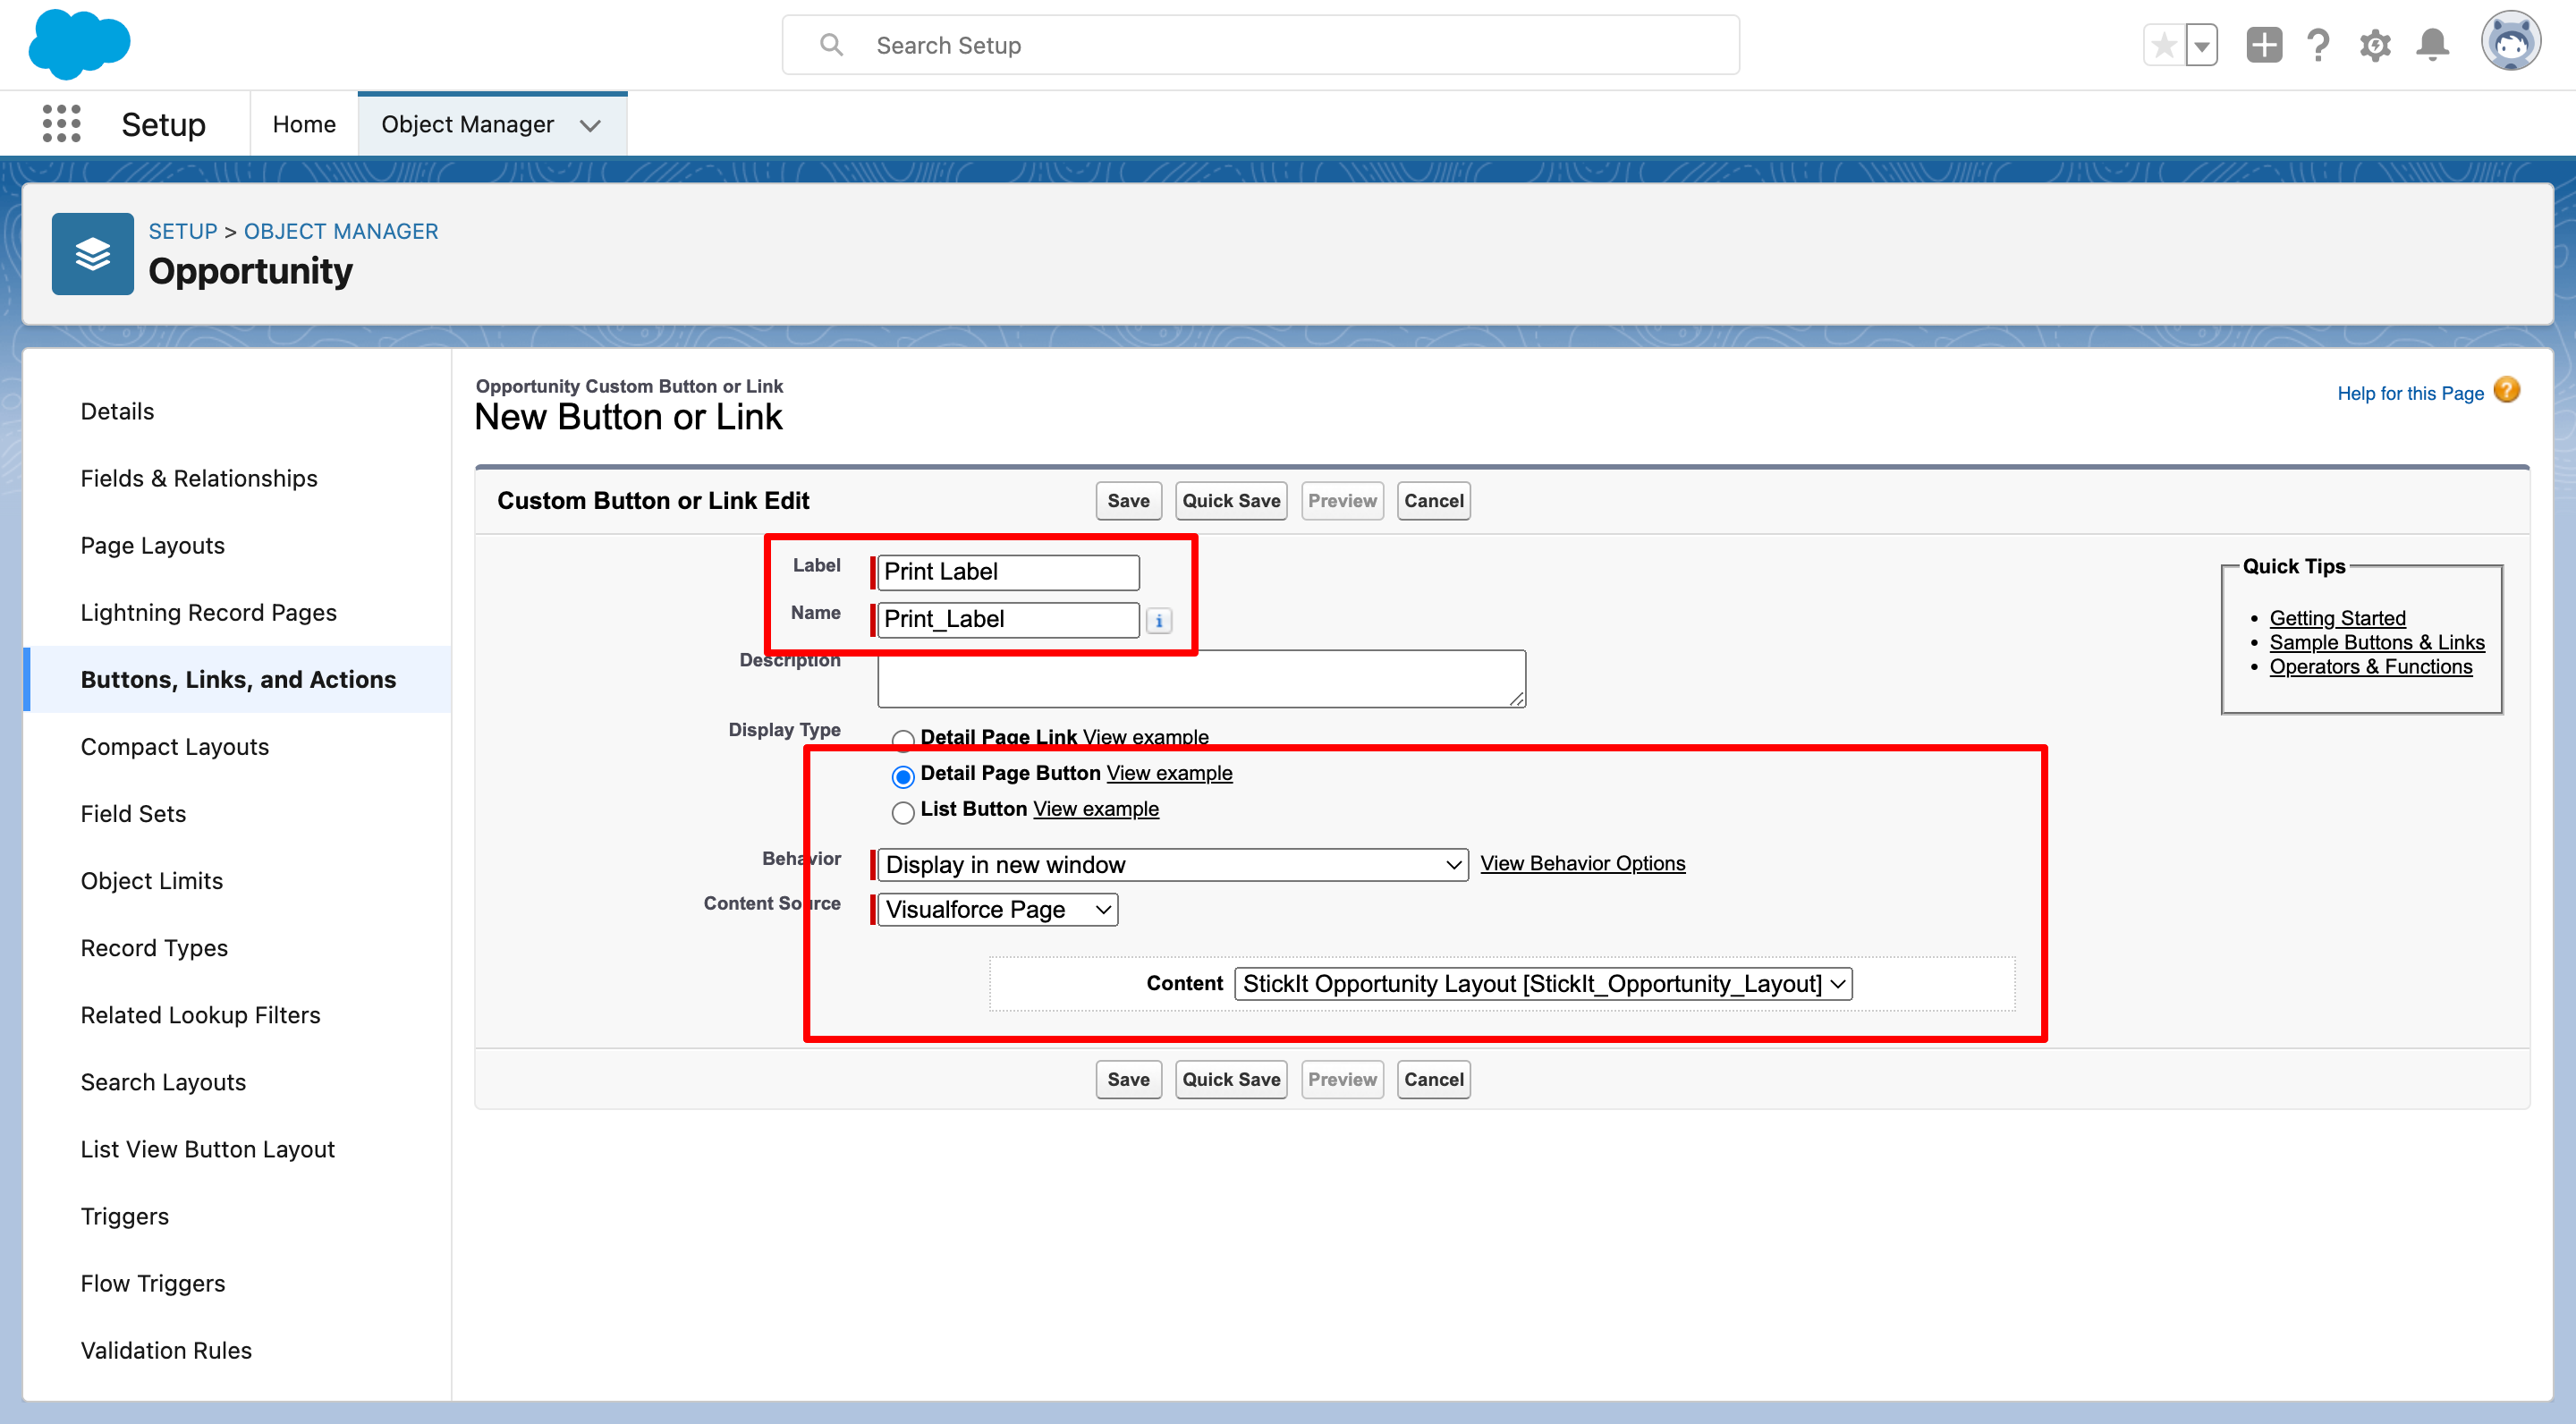 Search Setup
Setup
Home
Object Manager
SETUP > OBJECT MANAGER
Opportunity
Details
Fields & Relationships
Page Layouts
Lightning Record Pages
Buttons, Links, and Actions
Compact Layouts
Field Sets
Object Limits
Record Types
Related Lookup Filters
Search Layouts
List View Button Layout
Triggers
Flow Triggers
Validation Rules
Opportunity Custom Button or Link
New Button or Link
Help for this Page ?
Custom Button or Link Edit
Save
Quick Save
Preview
Cancel
Label Print Label
Name Print_Label i
Description
Display Type
Detail Page Link View example
Detail Page Button View example
List Button View example
Behavior Display in new window View Behavior Options
Content Source Visualforce Page
Content StickIt Opportunity Layout [StickIt_Opportunity_Layout]
Save
Quick Save
Preview
Cancel
Quick Tips
• Getting Started
• Sample Buttons & Links
• Operators & Functions